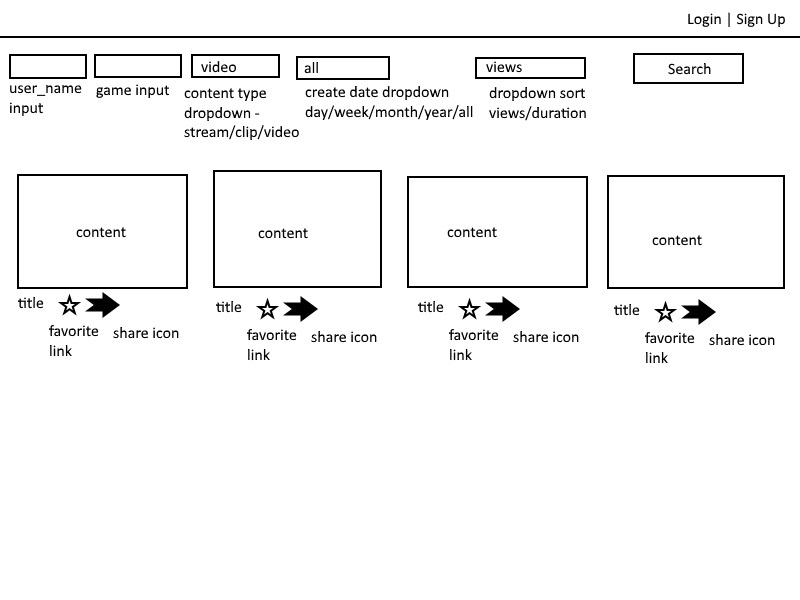 Login | Sign Up
video
all
views
Search
user_name
input
game input
content type
dropdown -
stream/clip/video
create date dropdown
day/week/month/year/all
dropdown sort
views/duration
content
content
content
content
title
favorite
link
share icon
title
favorite
link
share icon
title
favorite
link
share icon
title
favorite
link
share icon